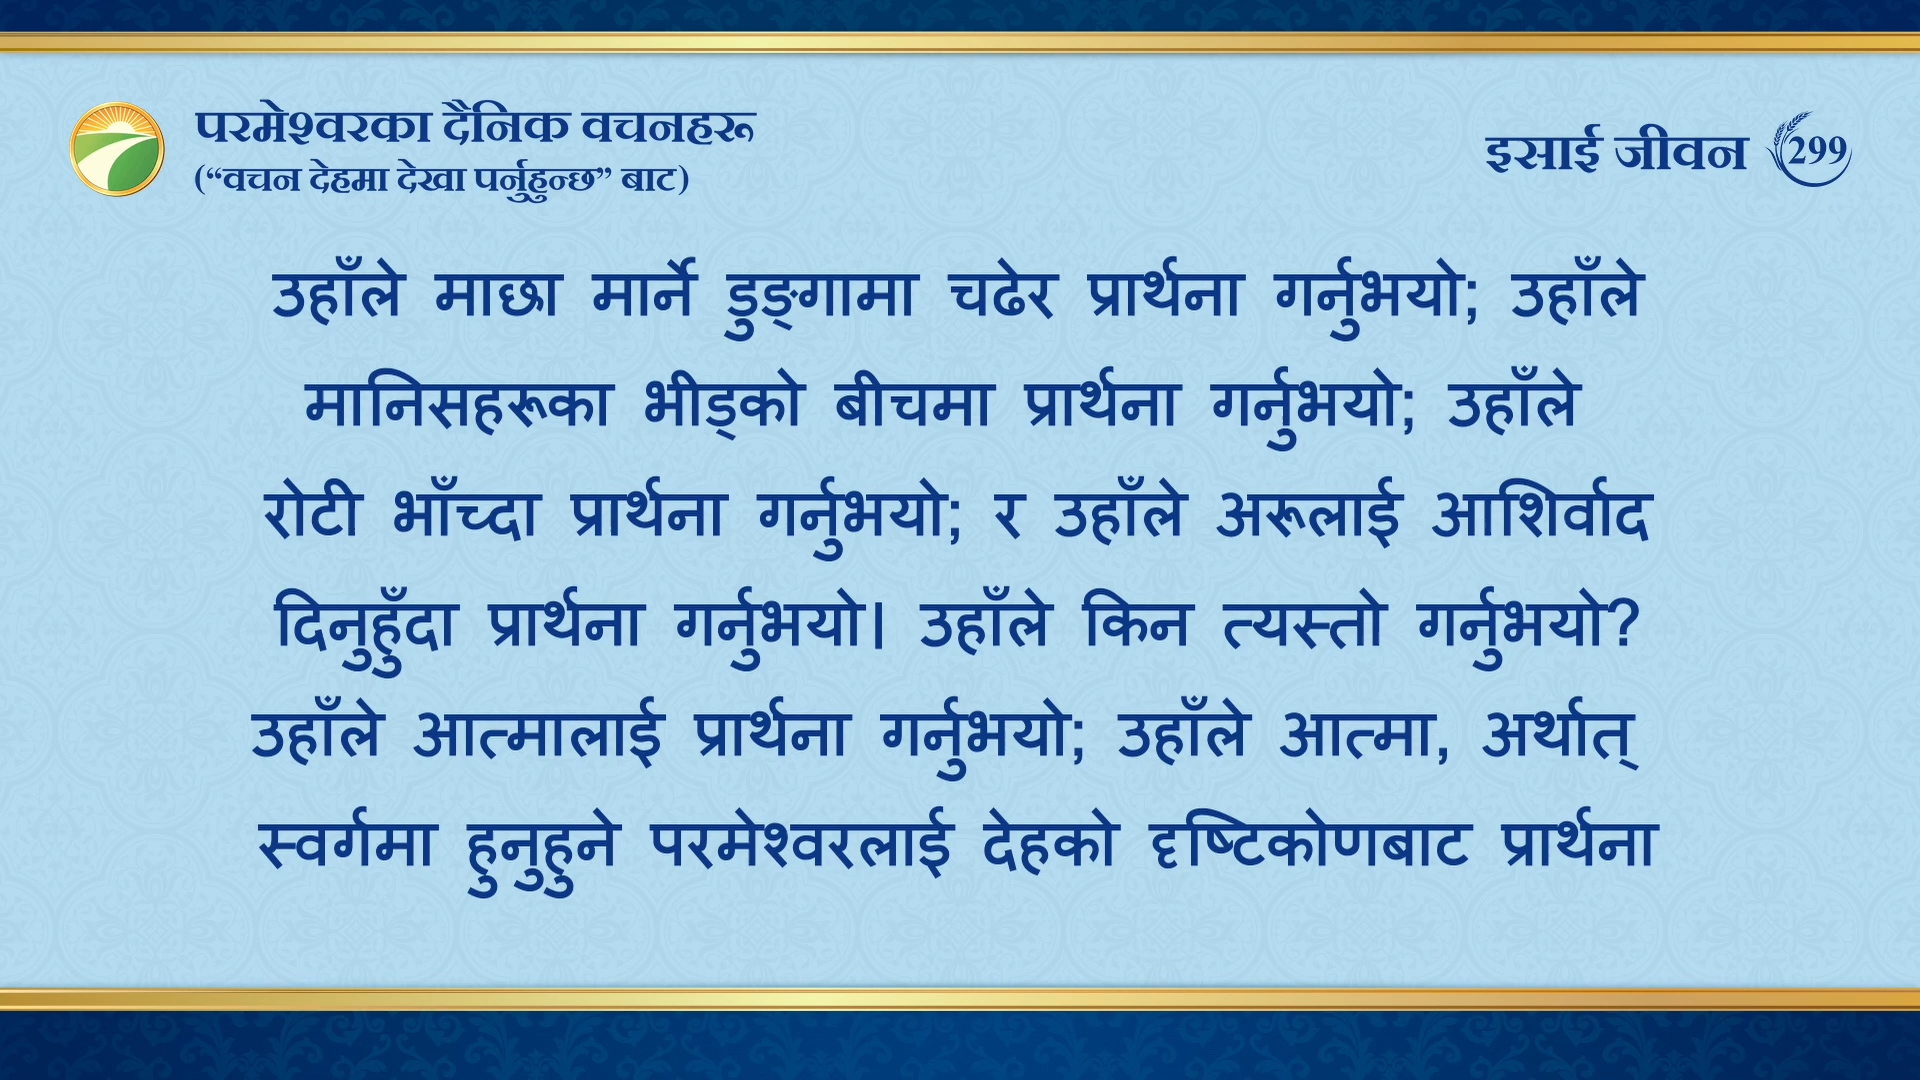 परमेश्वरका दैनिक वचनहरू
(“वचन देहमा देखा पर्नुहुन्छ” बाट)
इसाई जीवन 299
उहाँले माछा मार्ने डुङ्गामा चढेर प्रार्थना गर्नुभयो; उहाँले
मानिसहरूका भीड्को बीचमा प्रार्थना गर्नुभयो; उहाँले
रोटी भाँच्दा प्रार्थना गर्नुभयो; र उहाँले अरूलाई आशिर्वाद
दिनुहुँदा प्रार्थना गर्नुभयो। उहाँले किन त्यस्तो गर्नुभयो?
उहाँले आत्मालाई प्रार्थना गर्नुभयो; उहाँले आत्मा, अर्थात्
स्वर्गमा हुनुहुने परमेश्वरलाई देहको दृष्टिकोणबाट प्रार्थना